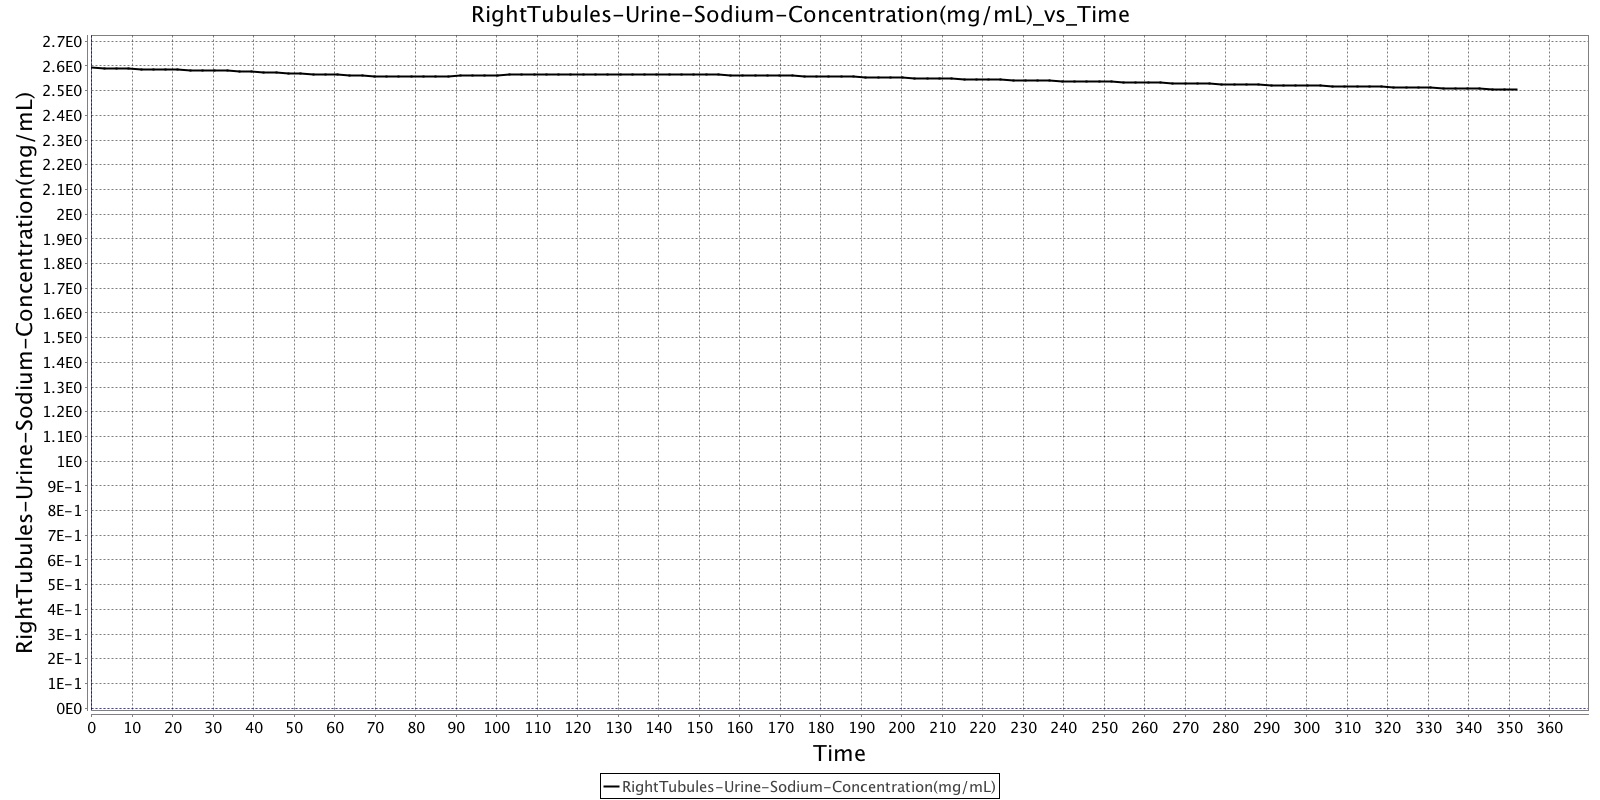 RightTubules-Urine-Sodium-Concentration(mg/mL)_vs_Time
RightTubules-Urine-Sodium-Concentration(mg/mL)
2.7E0
2.6E0
2.5E0
2.4E0
2.3E0
2.2E0
2.1E0
2E0
1.9E0
1.8E0
1.7E0
1.6E0
1.5E0
1.4E0
1.3E0
1.2E0
1.1E0
1E0
9E-1
8E-1
7E-1
6E-1
5E-1
4E-1
3E-1
2E-1
1E-1
0E0
0 10 20 30 40 50 60 70 80 90 100 110 120 130 140 150 160 170 180 190 200 210 220 230 240 250 260 270 280 290 300 310 320 330 340 350 360
Time
RightTubules-Urine-Sodium-Concentration(mg/mL)